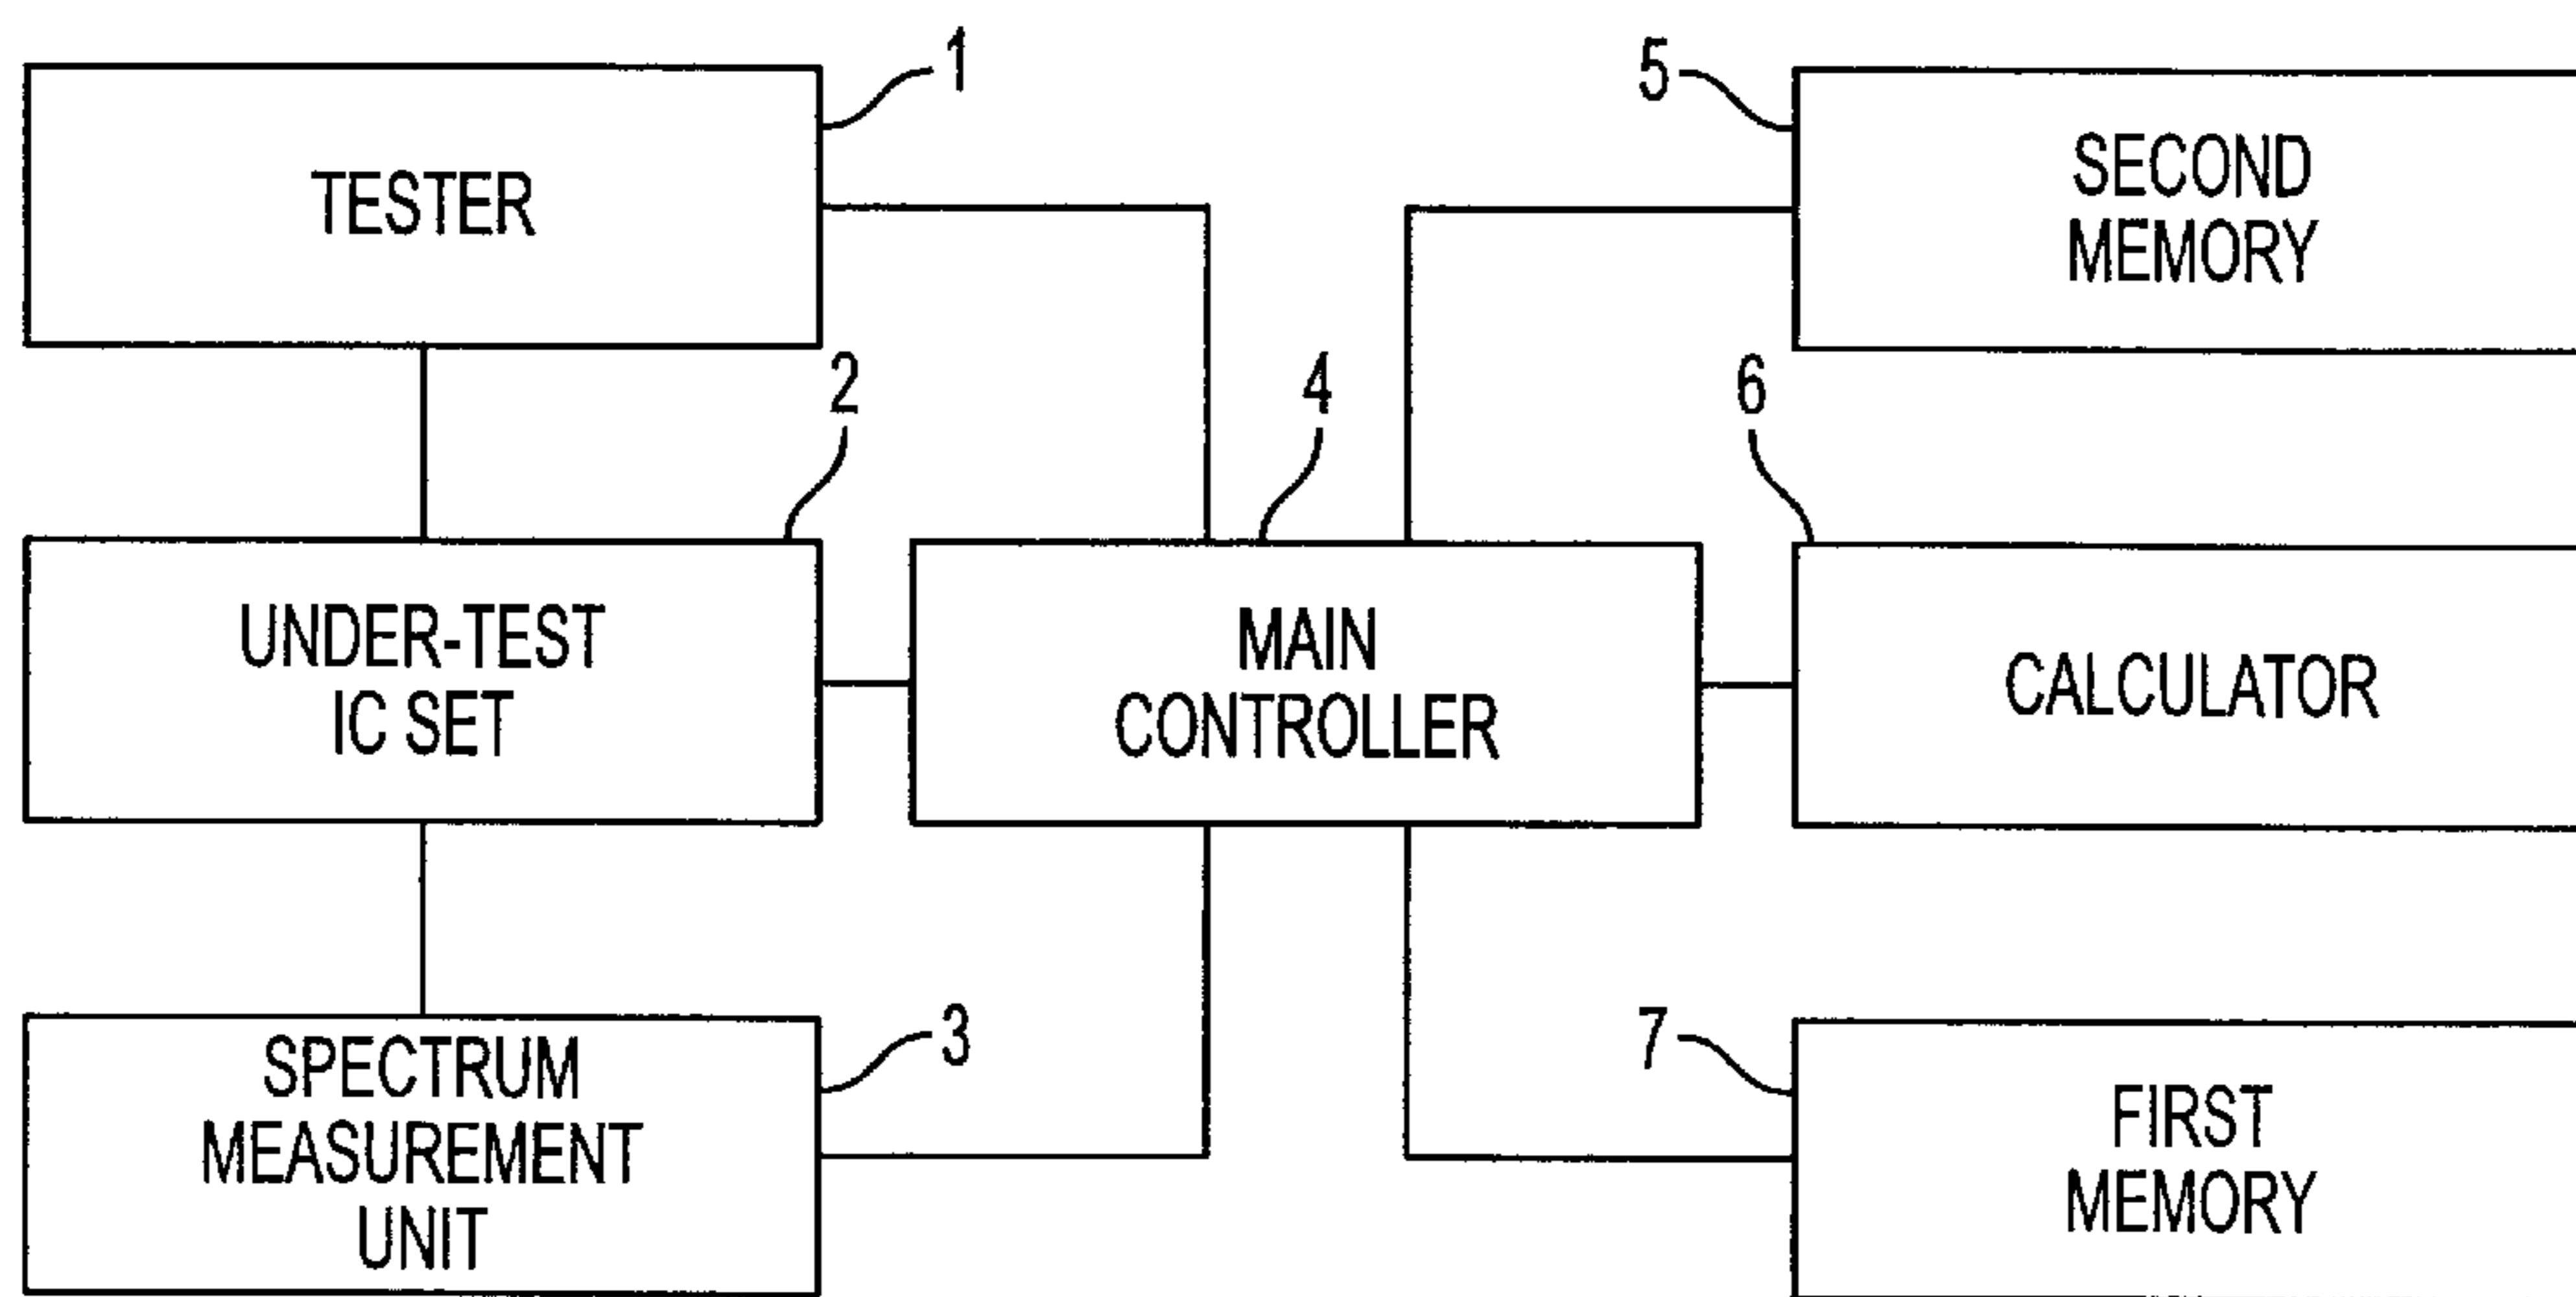 1
TESTER
5
SECOND
MEMORY
2
UNDER-TEST
IC SET
4
MAIN
CONTROLLER
6
CALCULATOR
3
SPECTRUM
MEASUREMENT
UNIT
7
FIRST
MEMORY